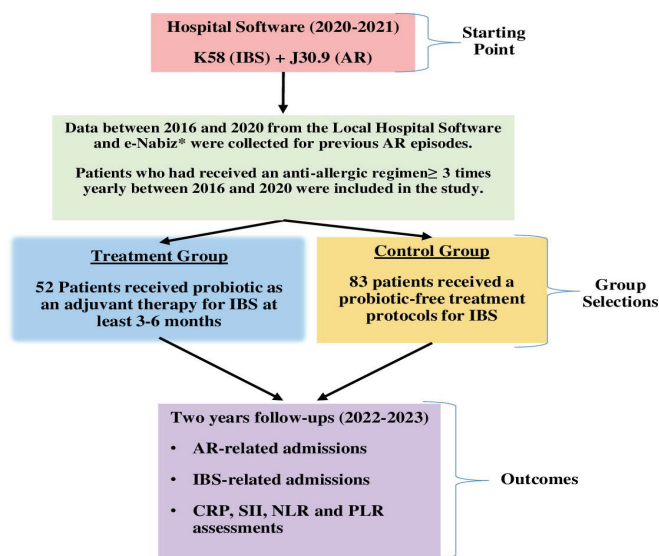 Hospital Software (2020-2021)
K58 (IBS) + J30.9 (AR)
Starting
Point
Data between 2016 and 2020 from the Local Hospital Software
and e-Nabiz* were collected for previous AR episodes.
Patients who had received an anti-allergic regimen≥ 3 times
yearly between 2016 and 2020 were included in the study.
Treatment Group
52 Patients received probiotic as
an adjuvant therapy for IBS at
least 3-6 months
Control Group
83 patients received a
probiotic-free treatment
protocols for IBS
Group
Selections
Two years follow-ups (2022-2023)
• AR-related admissions
• IBS-related admissions
• CRP, SII, NLR and PLR
assessments
Outcomes